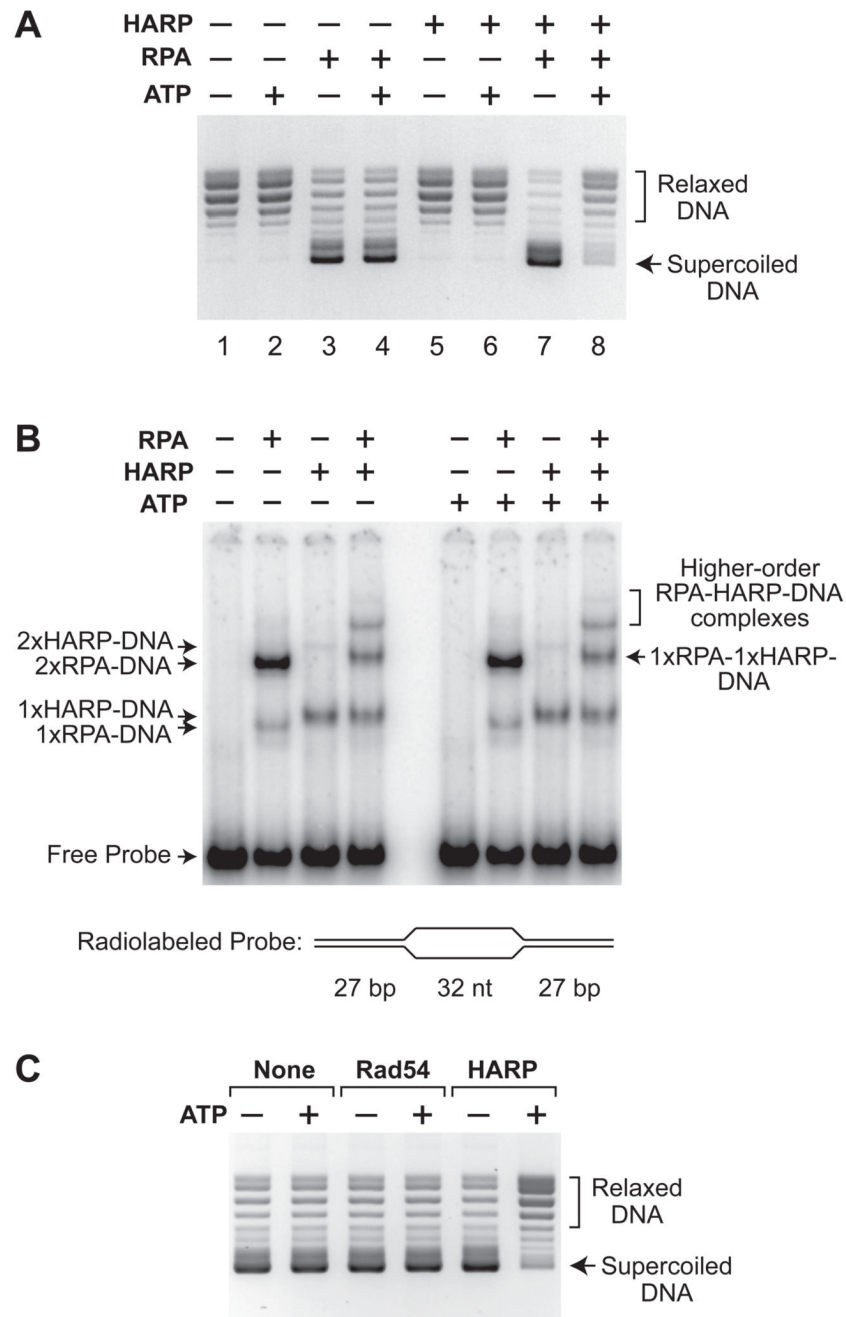 A
HARP − − − − + + + +
RPA − − + + − − + +
ATP − + − + − + − +
Relaxed
DNA
Supercoiled
DNA
1 2 3 4 5 6 7 8
B
RPA − + − + − + − +
HARP − − + + − − + +
ATP − − − − + + + +
Higher-order
RPA-HARP-DNA
complexes
2xHARP-DNA
2xRPA-DNA
1xRPA-1xHARP-
DNA
1xHARP-DNA
1xRPA-DNA
Free Probe
Radiolabeled Probe:
27 bp 32 nt 27 bp
C
None Rad54 HARP
ATP − + − + − +
Relaxed
DNA
Supercoiled
DNA